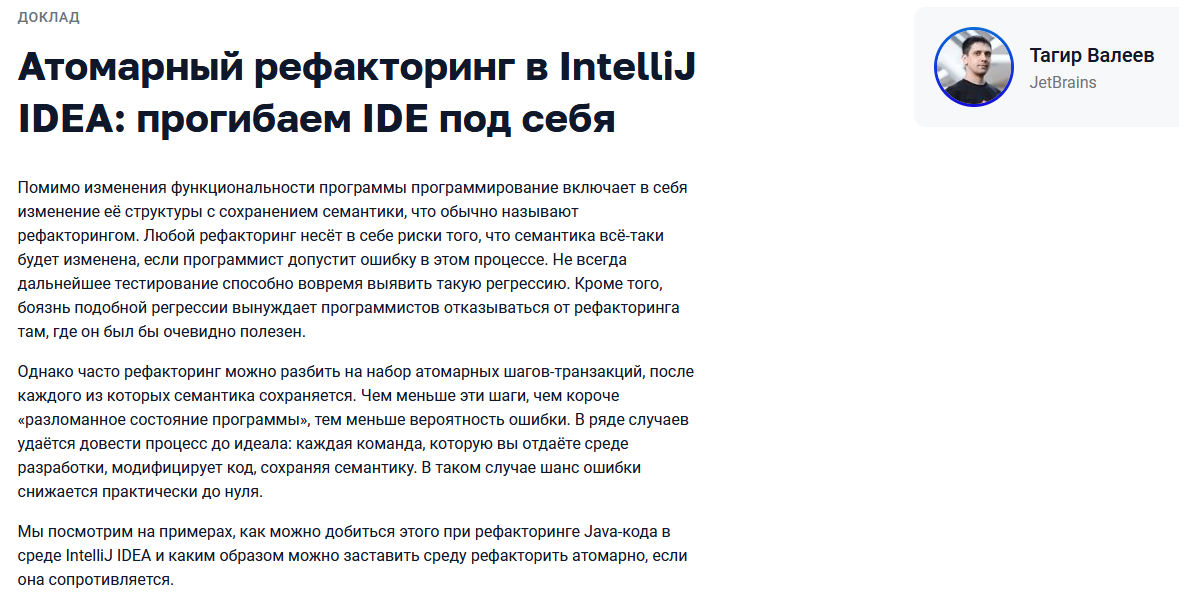 ДОКЛАД
Атомарный рефакторинг в IntelliJ
IDEA: прогибаем IDE под себя
Тагир Валеев
JetBrains
Помимо изменения функциональности программы программирование включает в себя
изменение её структуры с сохранением семантики, что обычно называют
рефакторингом. Любой рефакторинг несёт в себе риски того, что семантика всё-таки
будет изменена, если программист допустит ошибку в этом процессе. Не всегда
дальнейшее тестирование способно вовремя выявить такую регрессию. Кроме того,
боязнь подобной регрессии вынуждает программистов отказываться от рефакторинга
там, где он был бы очевидно полезен.
Однако часто рефакторинг можно разбить на набор атомарных шагов-транзакций, после
каждого из которых семантика сохраняется. Чем меньше эти шаги, чем короче
«разломанное состояние программы», тем меньше вероятность ошибки. В ряде случаев
удаётся довести процесс до идеала: каждая команда, которую вы отдаёте среде
разработки, модифицирует код, сохраняя семантику. В таком случае шанс ошибки
снижается практически до нуля.
Мы посмотрим на примерах, как можно добиться этого при рефакторинге Java-кода в
среде IntelliJ IDEA и каким образом можно заставить среду рефакторить атомарно, если
она сопротивляется.